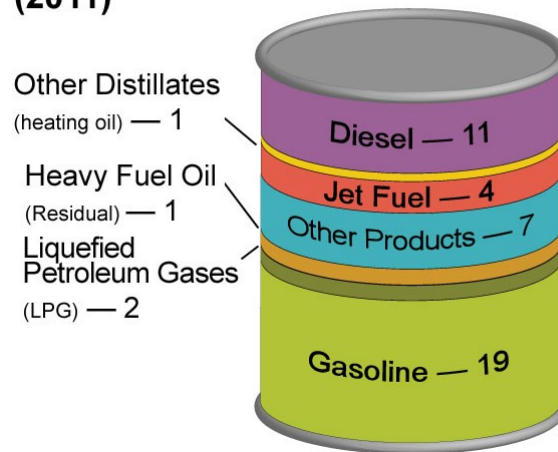 (2011)
Other Distillates
(heating oil) — 1
Heavy Fuel Oil
(Residual) — 1
Liquefied
Petroleum Gases
(LPG) — 2
Diesel — 11
Jet Fuel — 4
Other Products — 7
Gasoline — 19